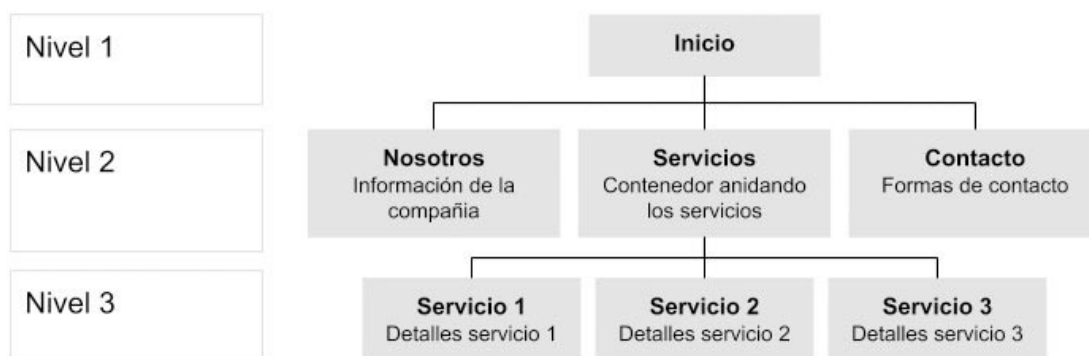 Nivel 1
Inicio
Nivel 2
Nosotros
Información de la
compañia
Servicios
Contenedor anidando
los servicios
Contacto
Formas de contacto
Nivel 3
Servicio 1
Detalles servicio 1
Servicio 2
Detalles servicio 2
Servicio 3
Detalles servicio 3